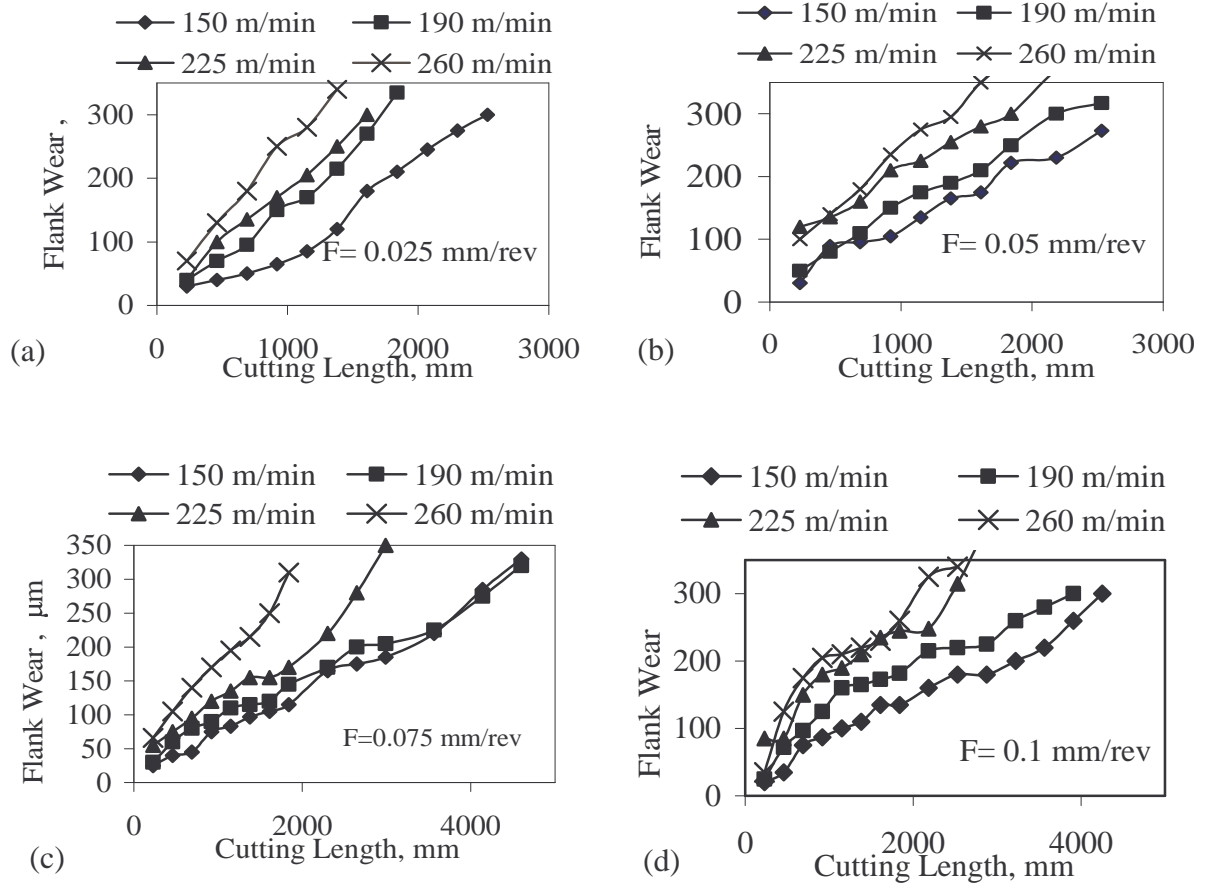 150 m/min 190 m/min
225 m/min 260 m/min
Flank Wear ,
300
200
100
0
F= 0.025 mm/rev
0 1000 2000 3000
Cutting Length, mm
(a)
150 m/min 190 m/min
225 m/min 260 m/min
Flank Wear
300
200
100
0
F= 0.05 mm/rev
0 1000 2000 3000
Cutting Length, mm
(b)
150 m/min 190 m/min
225 m/min 260 m/min
Flank Wear , µm
350
300
250
200
150
100
50
0
F=0.075 mm/rev
0 2000 4000
Cutting Length, mm
(c)
150 m/min 190 m/min
225 m/min 260 m/min
Flank Wear
300
200
100
0
F= 0.1 mm/rev
0 2000 4000
Cutting Length, mm
(d)